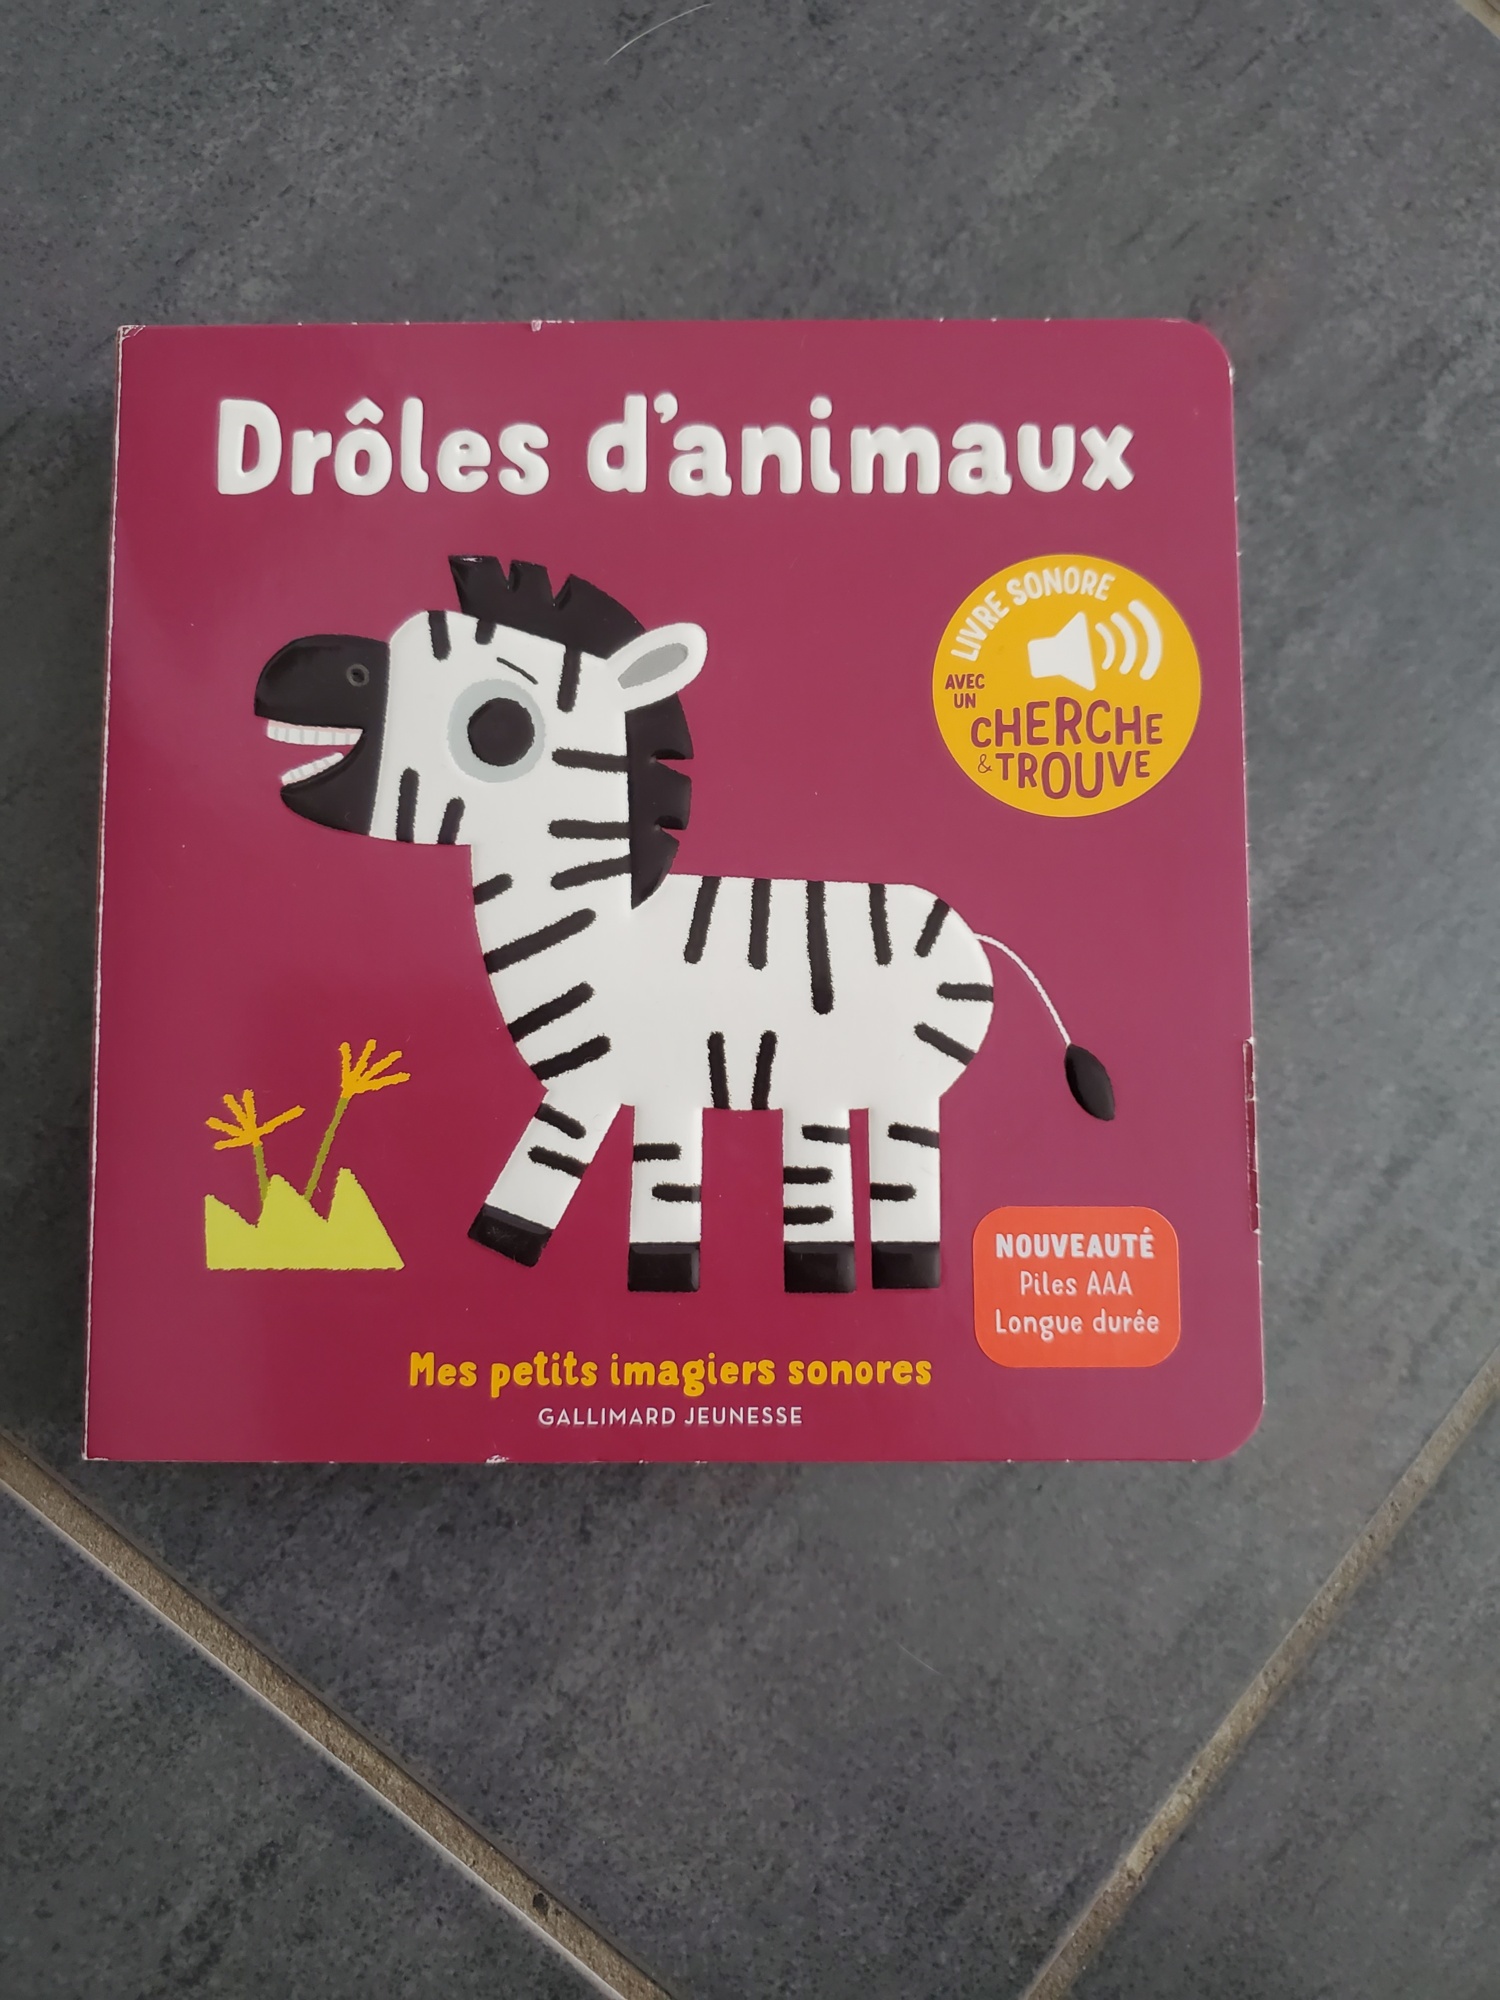 Drôles d'animaux
LIVRE SONORE
AVEC
UN
CHERCHE
& TROUVE
NOUVEAUTÉ
Piles AAA
Longue durée
Mes petits imagiers sonores
GALLIMARD JEUNESSE